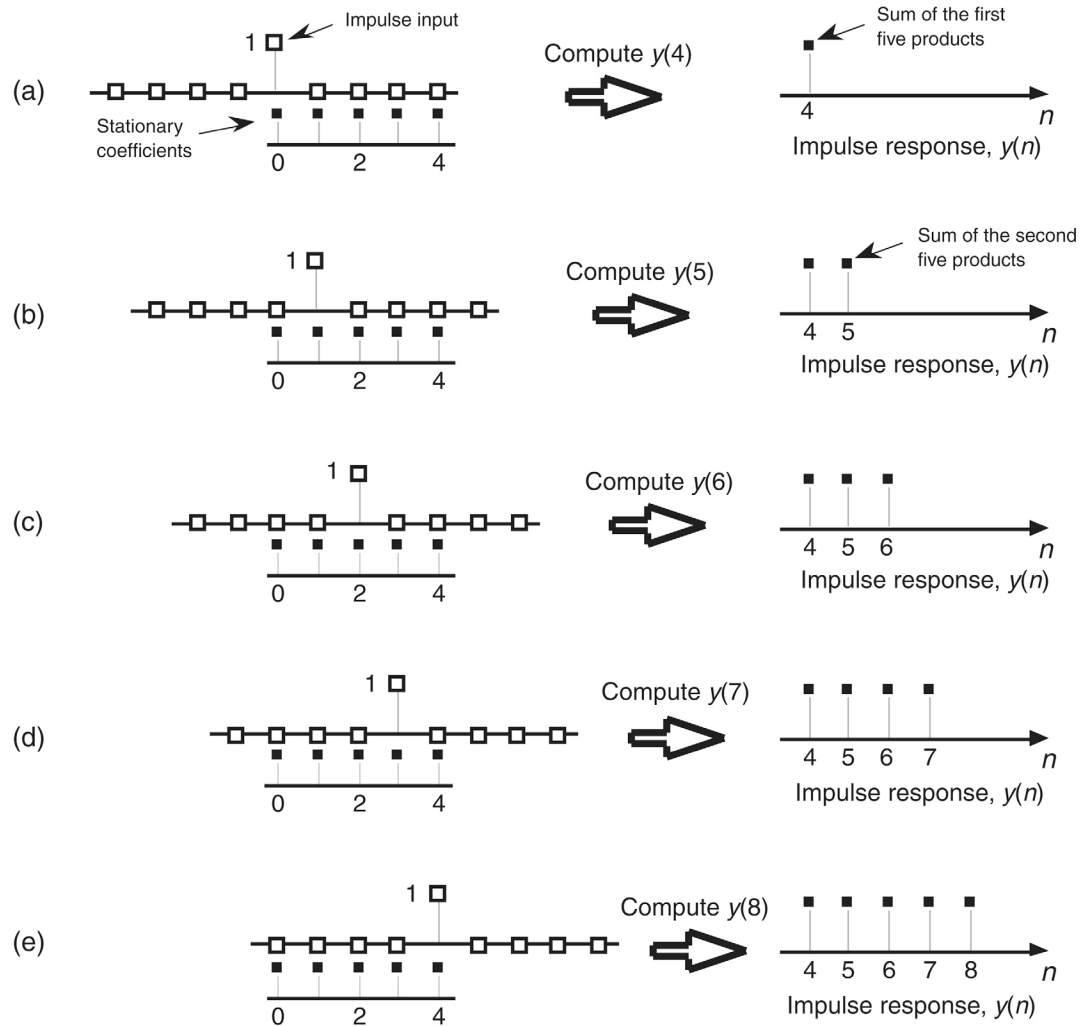 Impulse input
1
Sum of the first
five products
Compute y(4)
(a)
Stationary
coefficients
0 2 4
4
n
Impulse response, y(n)
1
Sum of the second
five products
Compute y(5)
(b)
0 2 4
4 5
n
Impulse response, y(n)
1
Compute y(6)
(c)
0 2 4
4 5 6
n
Impulse response, y(n)
1
Compute y(7)
(d)
0 2 4
4 5 6 7
n
Impulse response, y(n)
1
Compute y(8)
(e)
0 2 4
4 5 6 7 8
n
Impulse response, y(n)